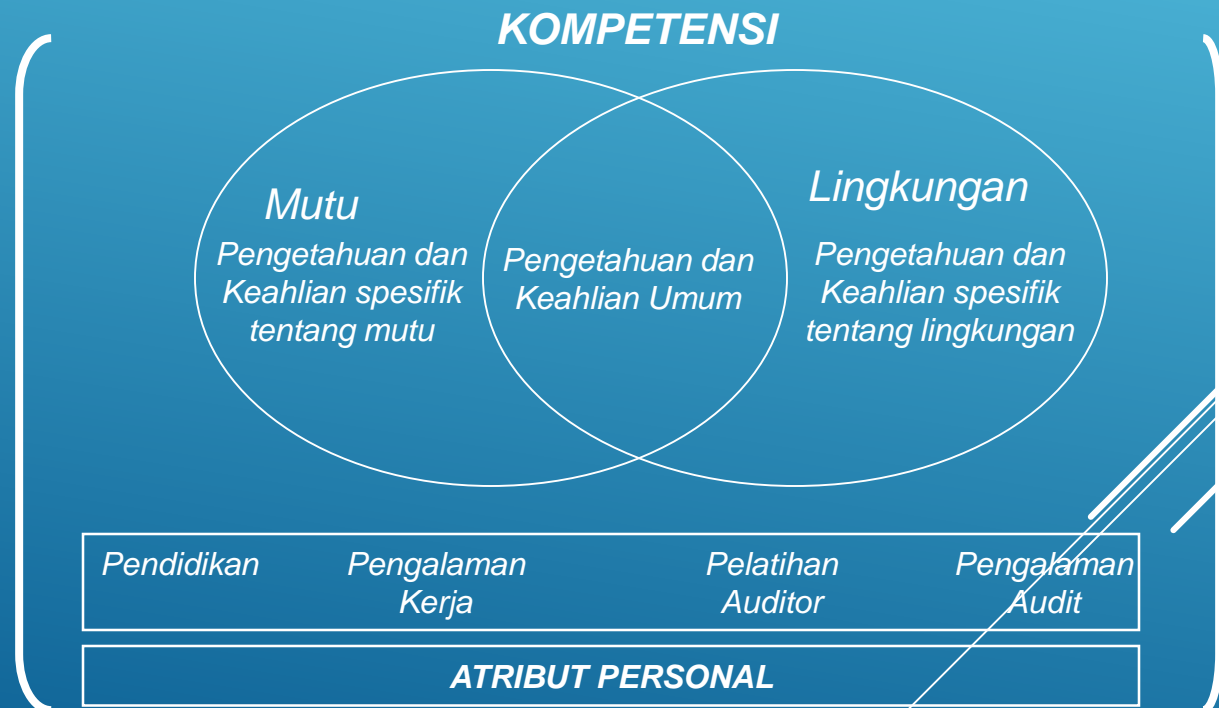 KOMPETENSI
Mutu
Pengetahuan dan
Keahlian spesifik
tentang mutu
Pengetahuan dan
Keahlian Umum
Lingkungan
Pengetahuan dan
Keahlian spesifik
tentang lingkungan
Pendidikan
Pengalaman
Kerja
Pelatihan
Auditor
Pengalaman
Audit
ATRIBUT PERSONAL